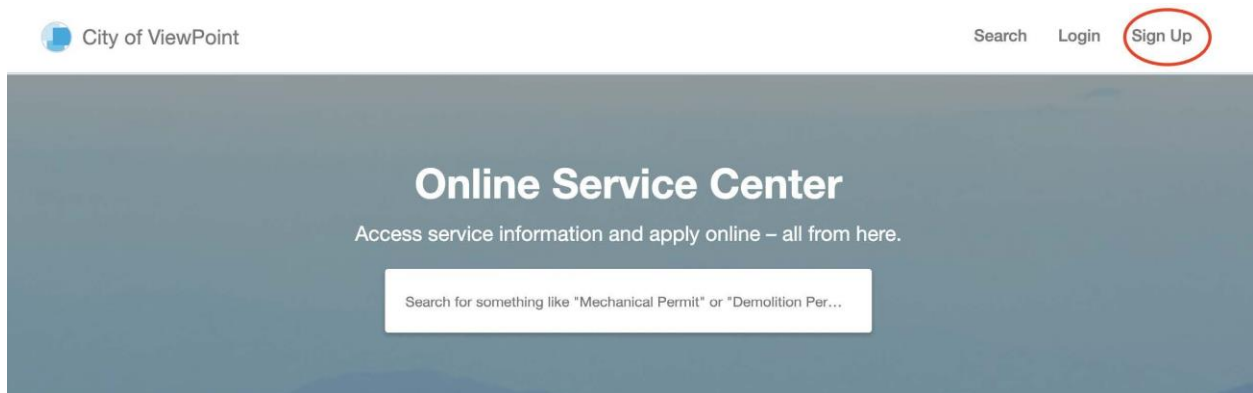 City of ViewPoint
Search Login Sign Up
Online Service Center
Access service information and apply online – all from here.
Search for something like "Mechanical Permit" or "Demolition Per...